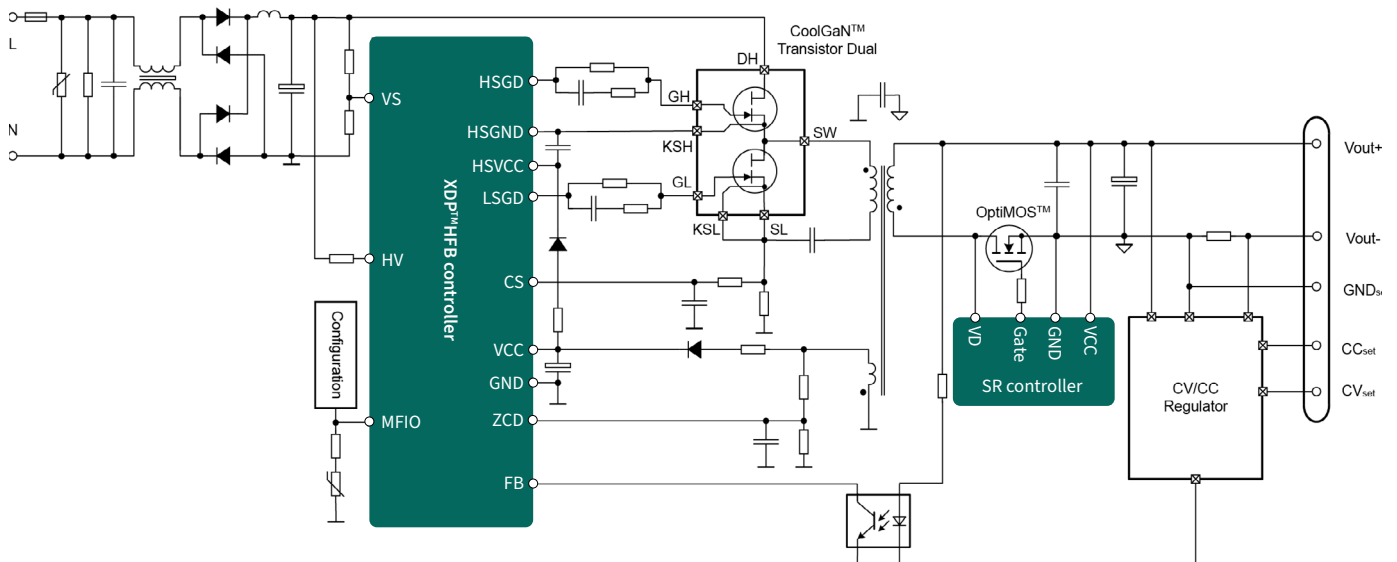 L
N
CoolGaN™
Transistor Dual
DH
GH
KSH
SW
GL
KSL
SL
XDP™HFB controller
VS
HV
MFIO
HSGD
HSGND
HSVCC
LSGD
CS
VCC
GND
ZCD
FB
Configuration
OptiMOS™
VD
Gate
GND
VCC
SR controller
CV/CC
Regulator
Vout+
Vout-
CCset
CVset